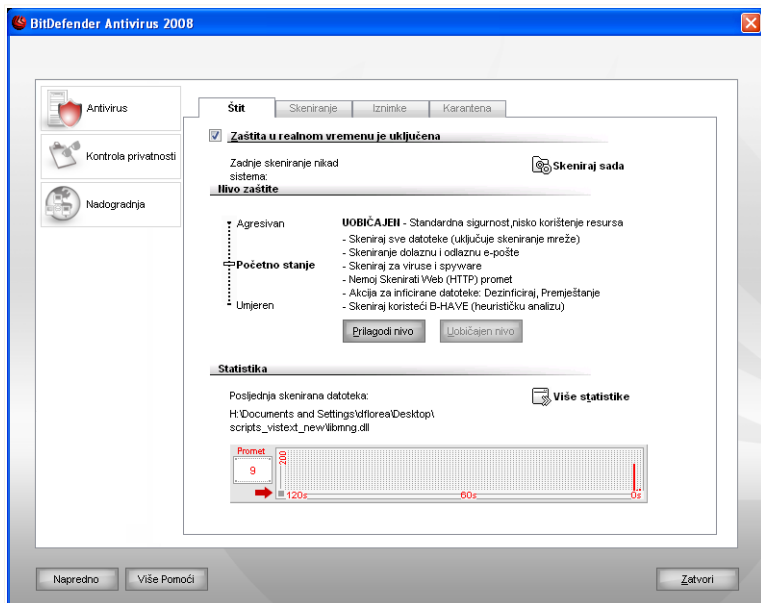 BitDefender Antivirus 2008
Antivirus
Kontrola privatnosti
Nadogradnja
Štit
Skeniranje
Iznimke
Karantena
Zaštita u realnom vremenu je uključena
Zadnje skeniranje nikad
sistema:
Skeniraj sada
Nivo zaštite
Agresivan
Početno stanje
Umjeren
UOBIČAJEN - Standardna sigurnost,nisko korištenje resursa
- Skeniraj sve datoteke (uključuje skeniranje mreže)
- Skeniranje dolaznu i odlaznu e-pošte
- Skeniraj za viruse i spyware
- Nemoj Skenirati Web (HTTP) promet
- Akcija za inficirane datoteke: Dezinficiraj, Premještanje
- Skeniraj koristeći B-HAVE (heurističku analizu)
Prilagodi nivo
Uobičajen nivo
Statistika
Posljednja skenirana datoteka:
H:\Documents and Settings\dflorea\Desktop\
scripts_vistext_new\libmng.dll
Više statistike
Promet
9
200
120s
60s
0s
Napredno
Više Pomoći
Zatvori